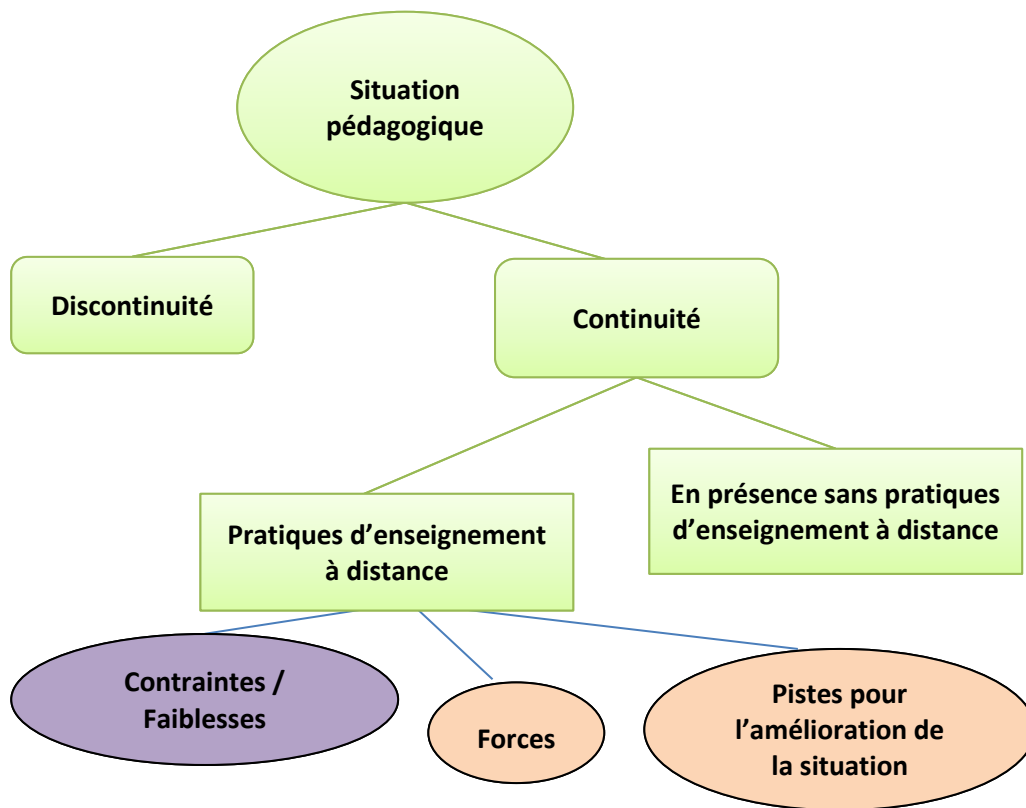 Situation
pédagogique
Discontinuité
Continuité
En présence sans pratiques
d’enseignement à distance
Pratiques d’enseignement
à distance
Contraintes /
Faiblesses
Forces
Pistes pour
l’amélioration de
la situation